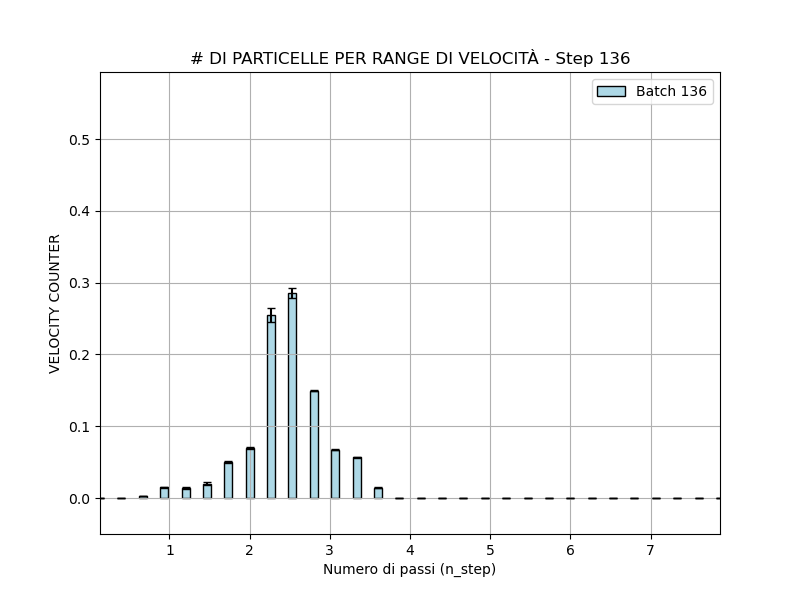 # DI PARTICELLE PER RANGE DI VELOCITÀ - Step 136
Batch 136
0.5
0.4
0.3
0.2
0.1
0.0
VELOCITY COUNTER
1 2 3 4 5 6 7
Numero di passi (n_step)